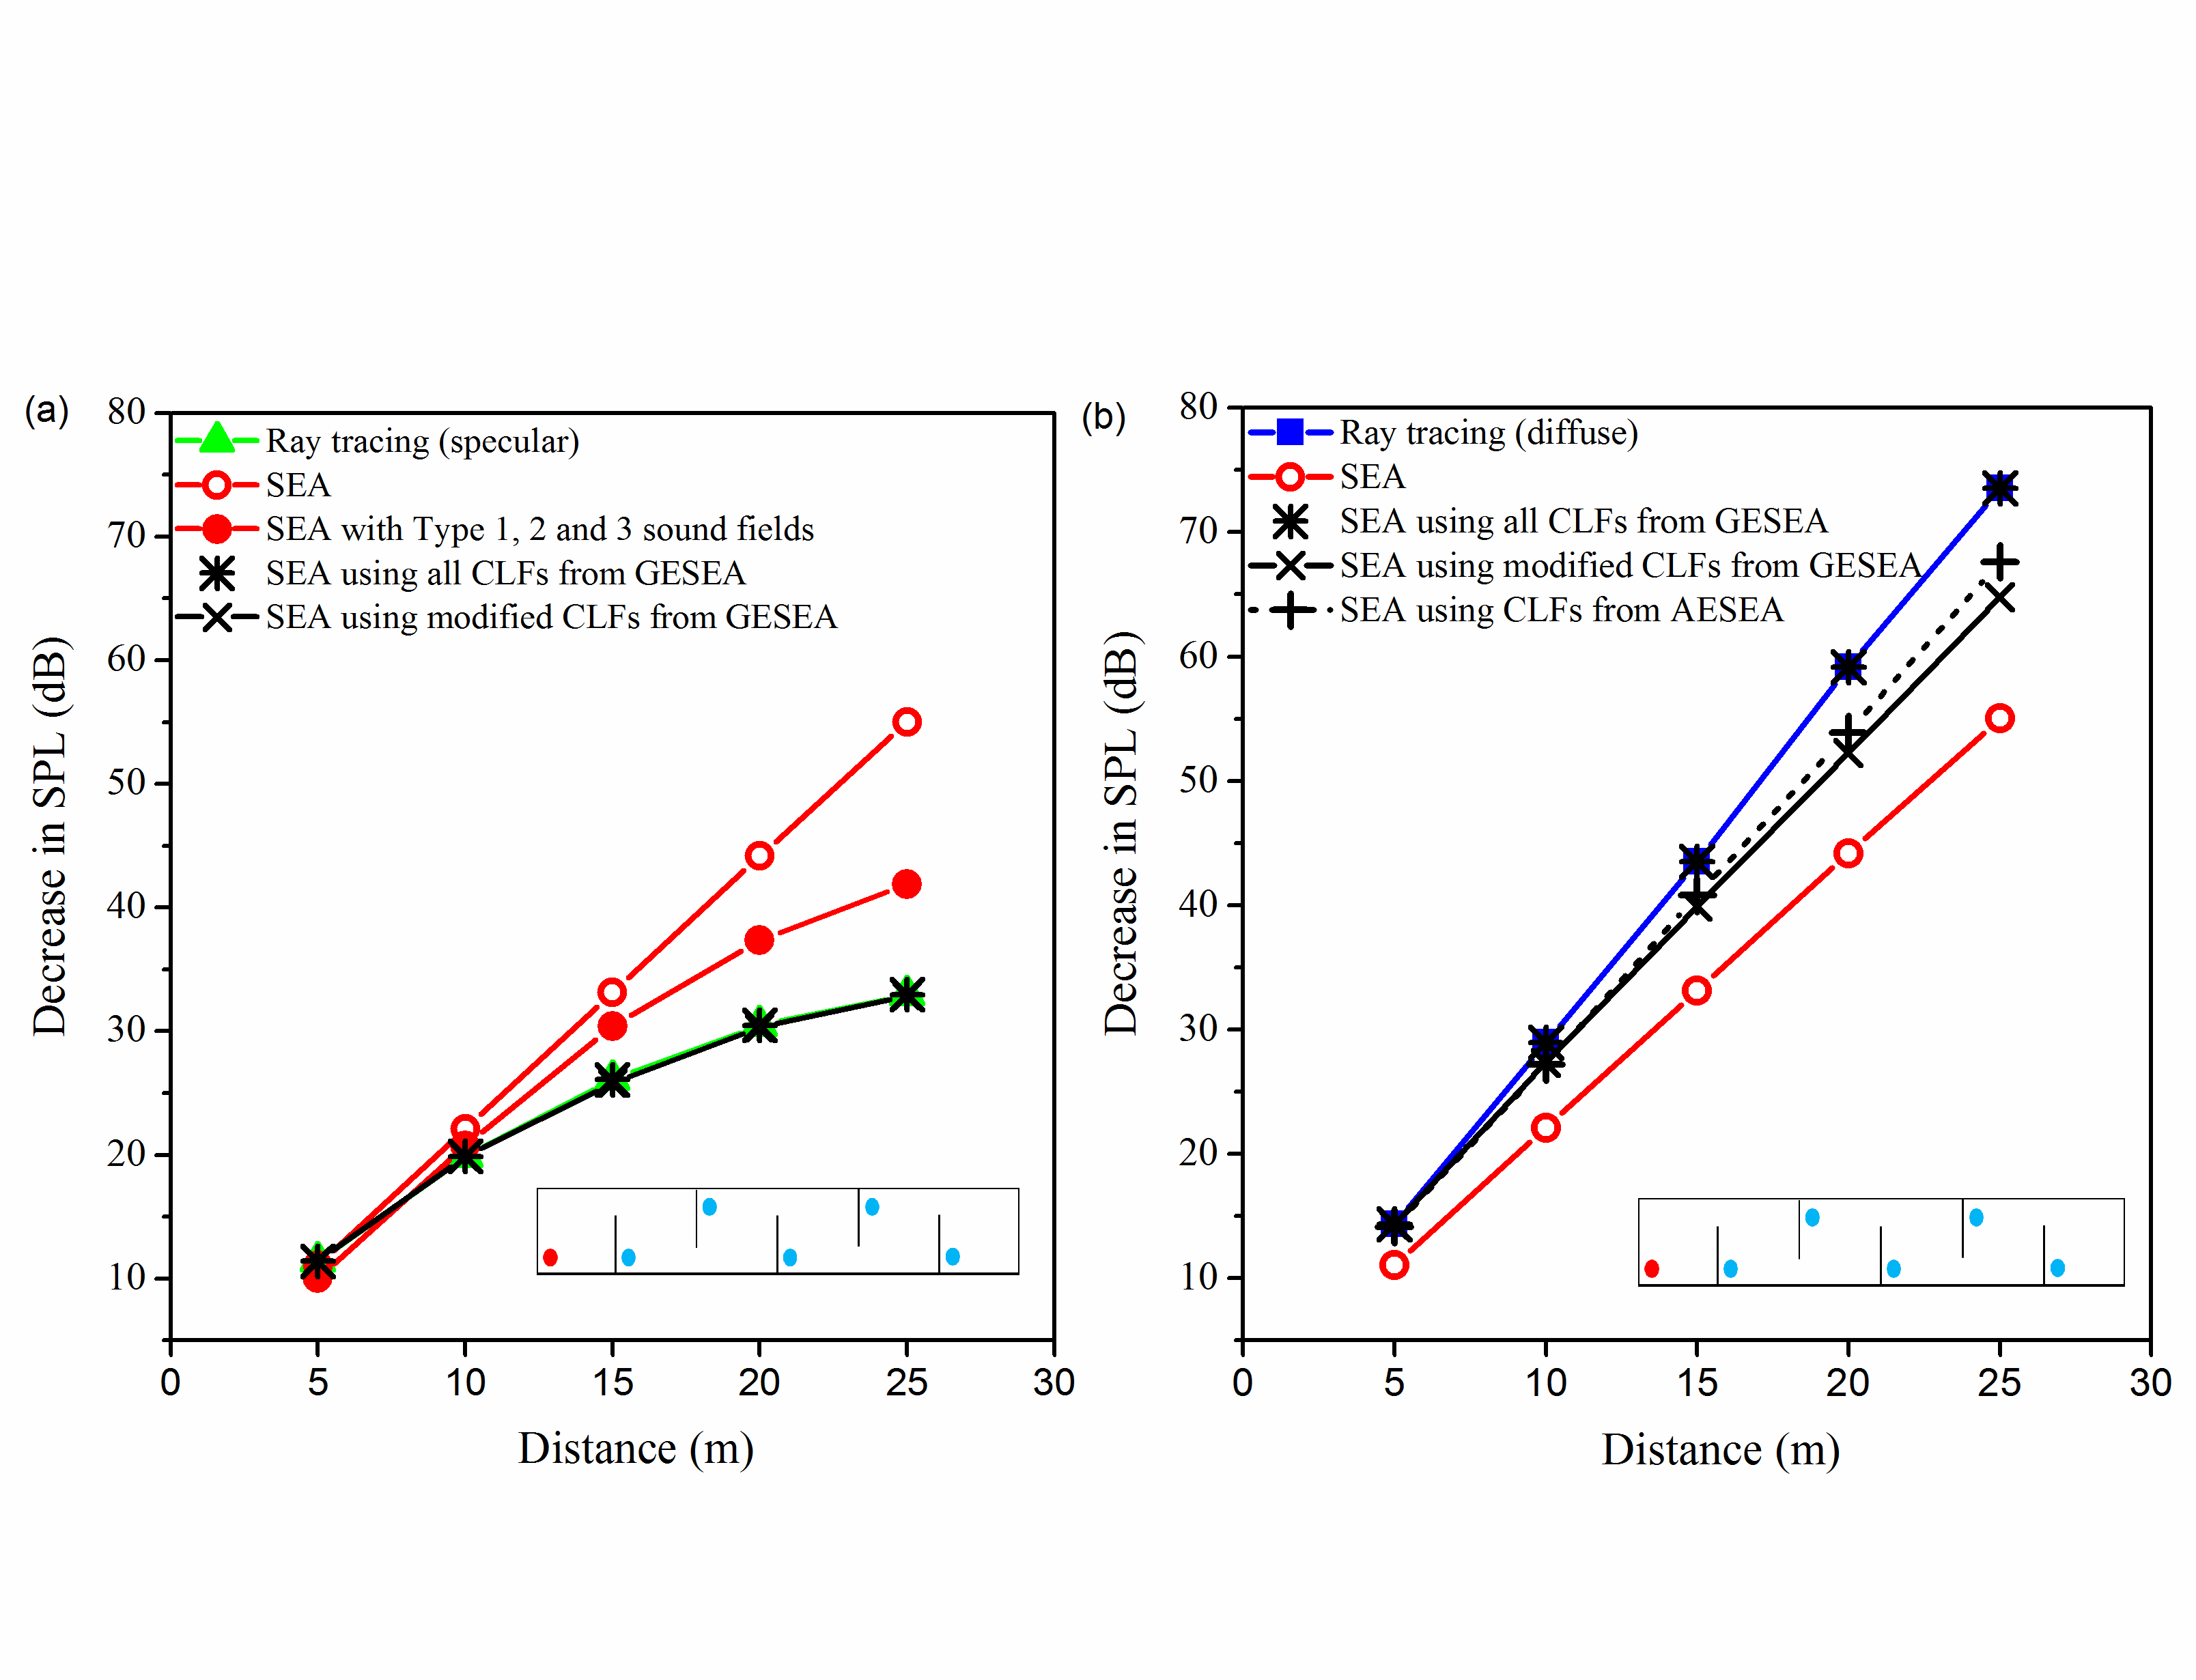 (a)
80
70
60
50
40
30
20
10
Decrease in SPL (dB)
Ray tracing (specular)
SEA
SEA with Type 1, 2 and 3 sound fields
SEA using all CLFs from GESEA
SEA using modified CLFs from GESEA
0 5 10 15 20 25 30
Distance (m)
(b)
80
70
60
50
40
30
20
10
Decrease in SPL (dB)
Ray tracing (diffuse)
SEA
SEA using all CLFs from GESEA
SEA using modified CLFs from GESEA
SEA using CLFs from AESEA
0 5 10 15 20 25 30
Distance (m)